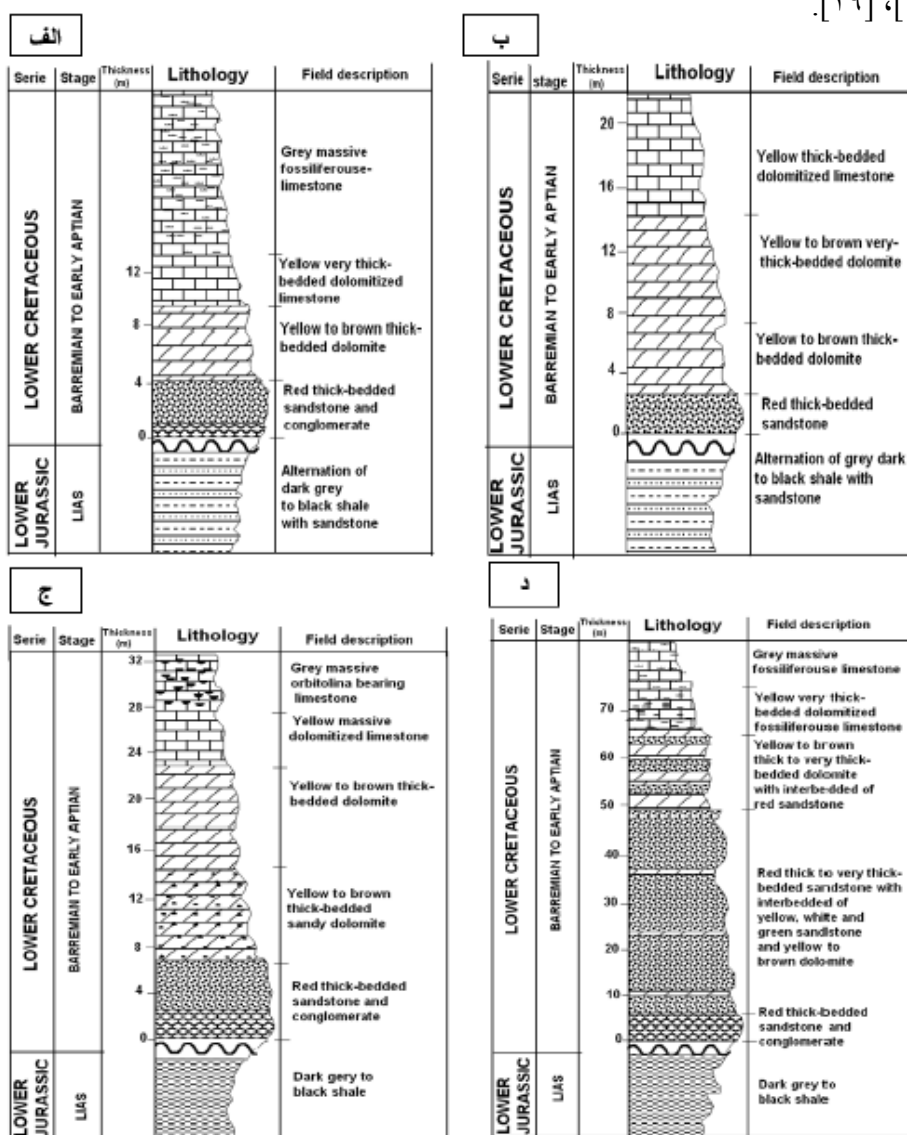 ]، [١٩].
الف
Serie Stage Thickness (m) Lithology Field description
LOWER CRETACEOUS
BARREMIAN TO EARLY APTIAN
LOWER JURASSIC
LIAS
12
8
4
0
Grey massive
fossiliferouse-
limestone
Yellow very thick-
bedded dolomitized
limestone
Yellow to brown thick-
bedded dolomite
Red thick-bedded
sandstone and
conglomerate
Alternation of
dark grey
to black shale
with sandstone
ب
Serie stage Thickness (m) Lithology Field description
LOWER CRETACEOUS
BARREMIAN TO EARLY APTIAN
LOWER JURASSIC
LIAS
20
16
12
8
4
0
Yellow thick-bedded
dolomitized limestone
Yellow to brown very-
thick-bedded dolomite
Yellow to brown thick-
bedded dolomite
Red thick-bedded
sandstone
Alternation of grey dark
to black shale with
sandstone
ج
Serie Stage Thickness (m) Lithology Field description
LOWER CRETACEOUS
BARREMIAN TO EARLY APTIAN
LOWER JURASSIC
LIAS
32
28
24
20
16
12
8
4
0
Grey massive
orbitolina bearing
limestone
Yellow massive
dolomitized limestone
Yellow to brown thick-
bedded dolomite
Yellow to brown
thick-bedded
sandy dolomite
Red thick-bedded
sandstone and
conglomerate
Dark gery to
black shale
د
Serie Stage Thickness (m) Lithology Field description
LOWER CRETACEOUS
BARREMIAN TO EARLY APTIAN
LOWER JURASSIC
LIAS
70
60
50
40
30
20
10
0
Grey massive
fossiliferouse limestone
Yellow very thick-
bedded dolomitized
fossiliferouse limestone
Yellow to brown
thick to very thick-
bedded dolomite
with interbedded of
red sandstone
Red thick to very thick-
bedded sandstone with
interbedded of
yellow, white and
green sandlstone
and yellow to
brown dolomite
Red thick-bedded
sandstone and
conglomerate
Dark grey to
black shale